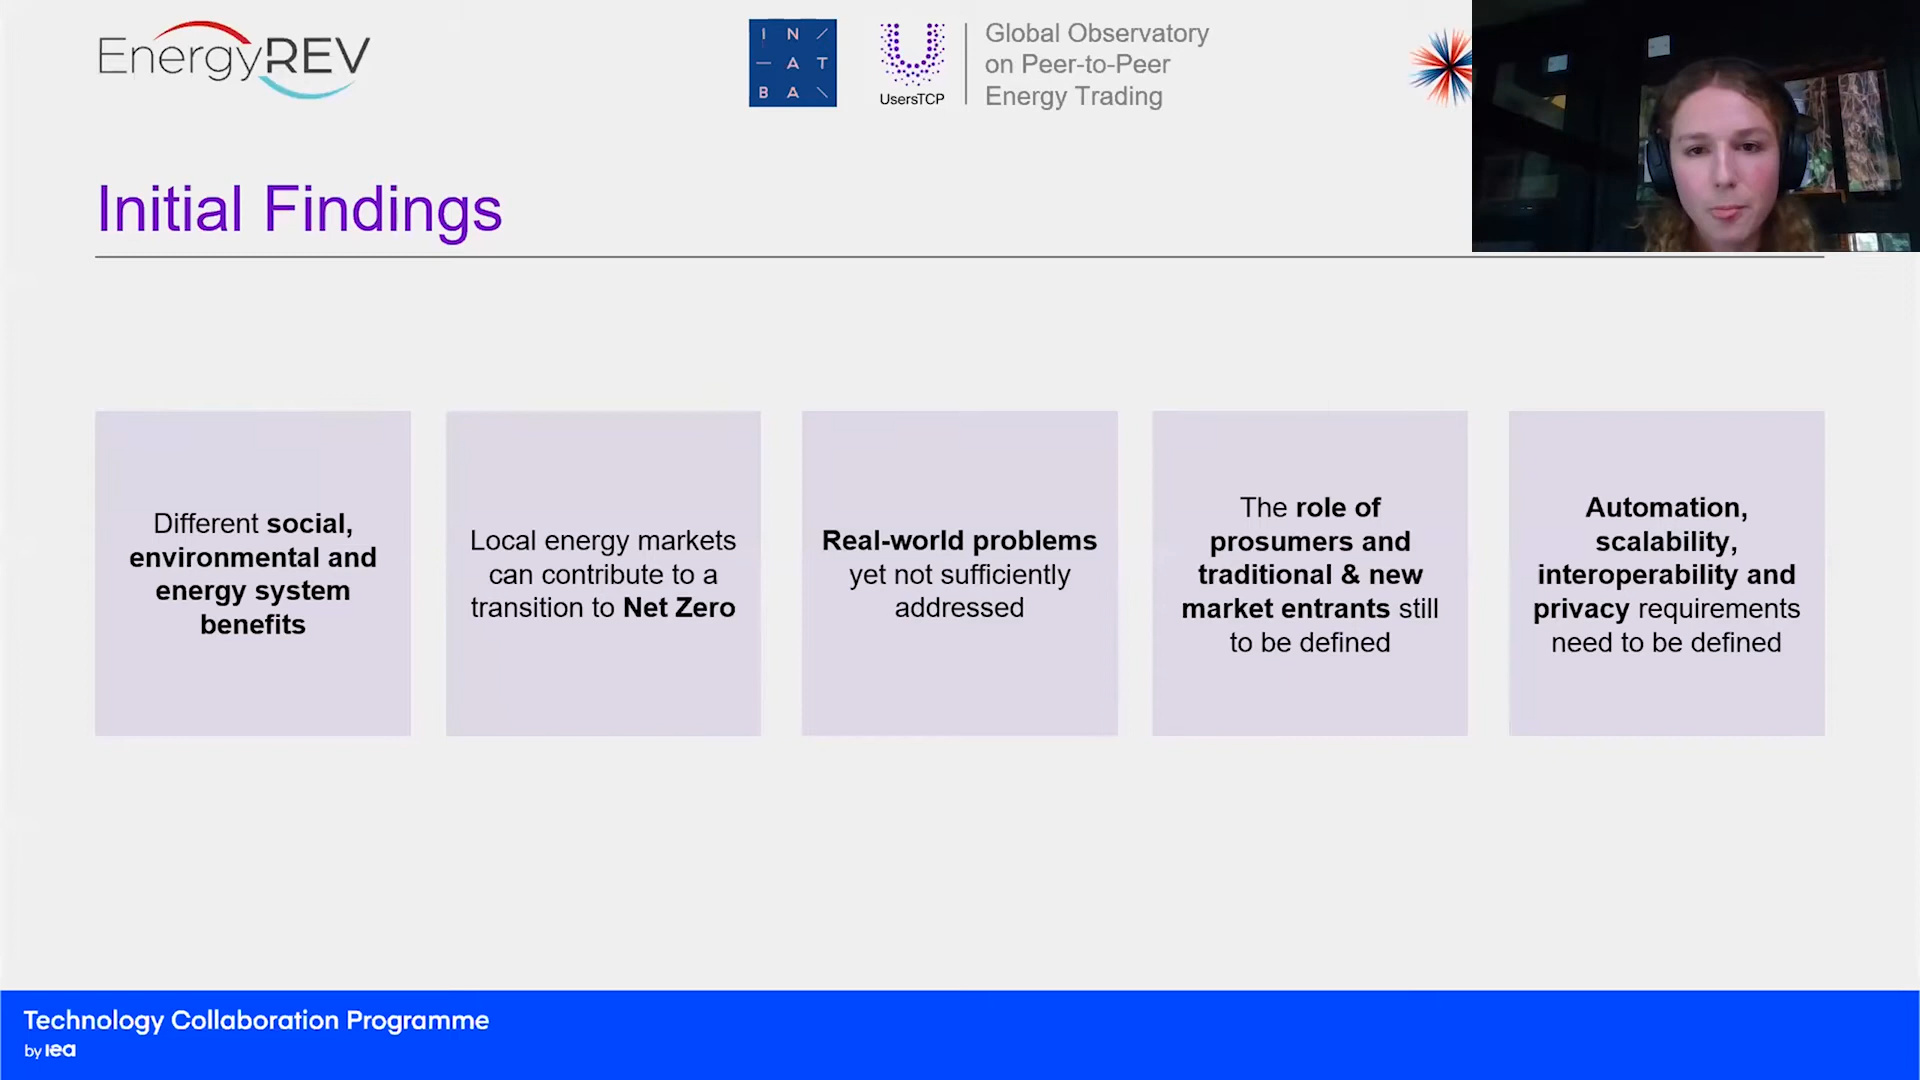 EnergyREV
I N /
— A T
B A \
UsersTCP
Global Observatory
on Peer-to-Peer
Energy Trading
Initial Findings
Different social,
environmental and
energy system
benefits
Local energy markets
can contribute to a
transition to Net Zero
Real-world problems
yet not sufficiently
addressed
The role of
prosumers and
traditional & new
market entrants still
to be defined
Automation,
scalability,
interoperability and
privacy requirements
need to be defined
Technology Collaboration Programme
by iea